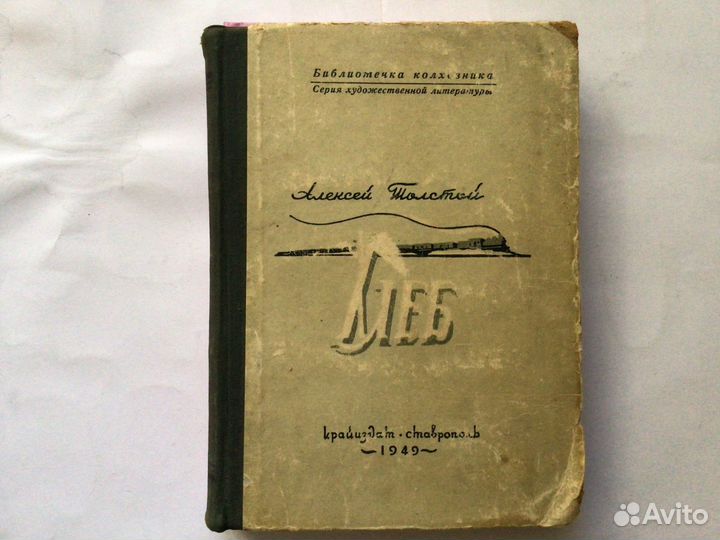 Библиотечка колхозника
Серия художественной литературы
Алексей Толстой
Хлеб
крайиздат • ставрополь
~1949~
Avito